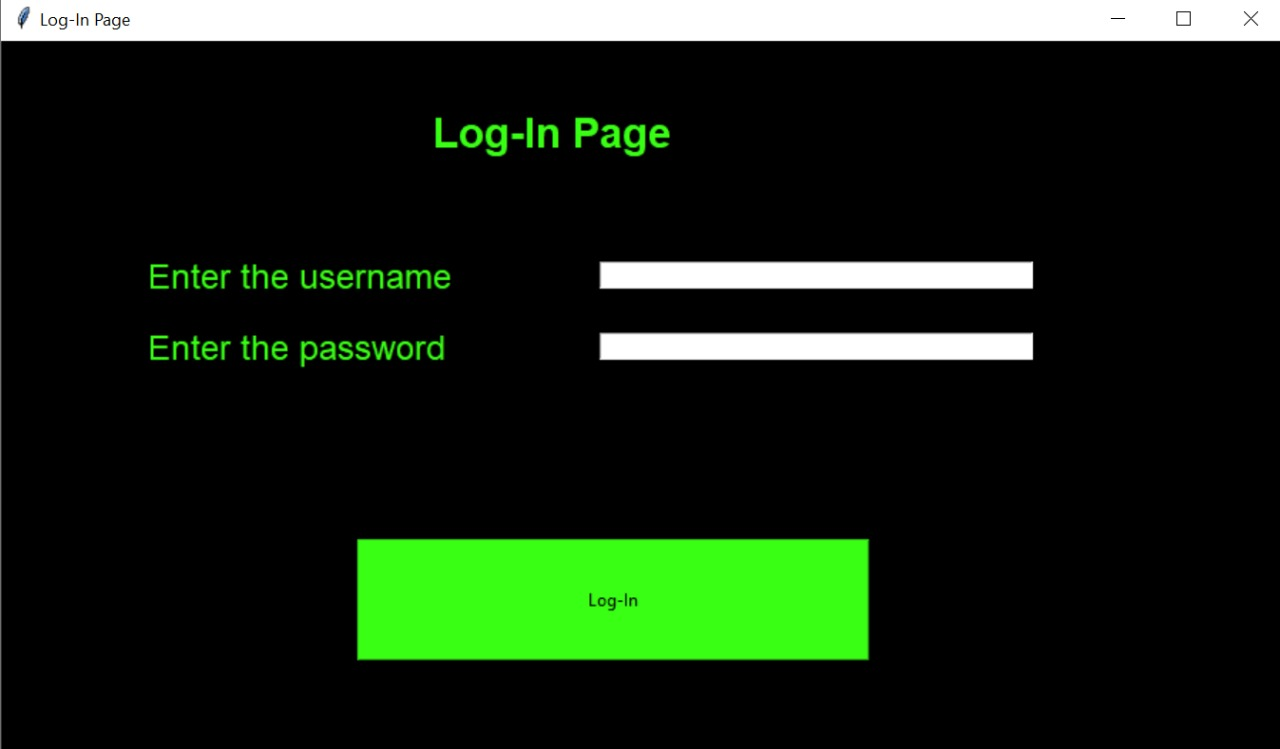 Log-In Page
Log-In Page
Enter the username
Enter the password
Log-In